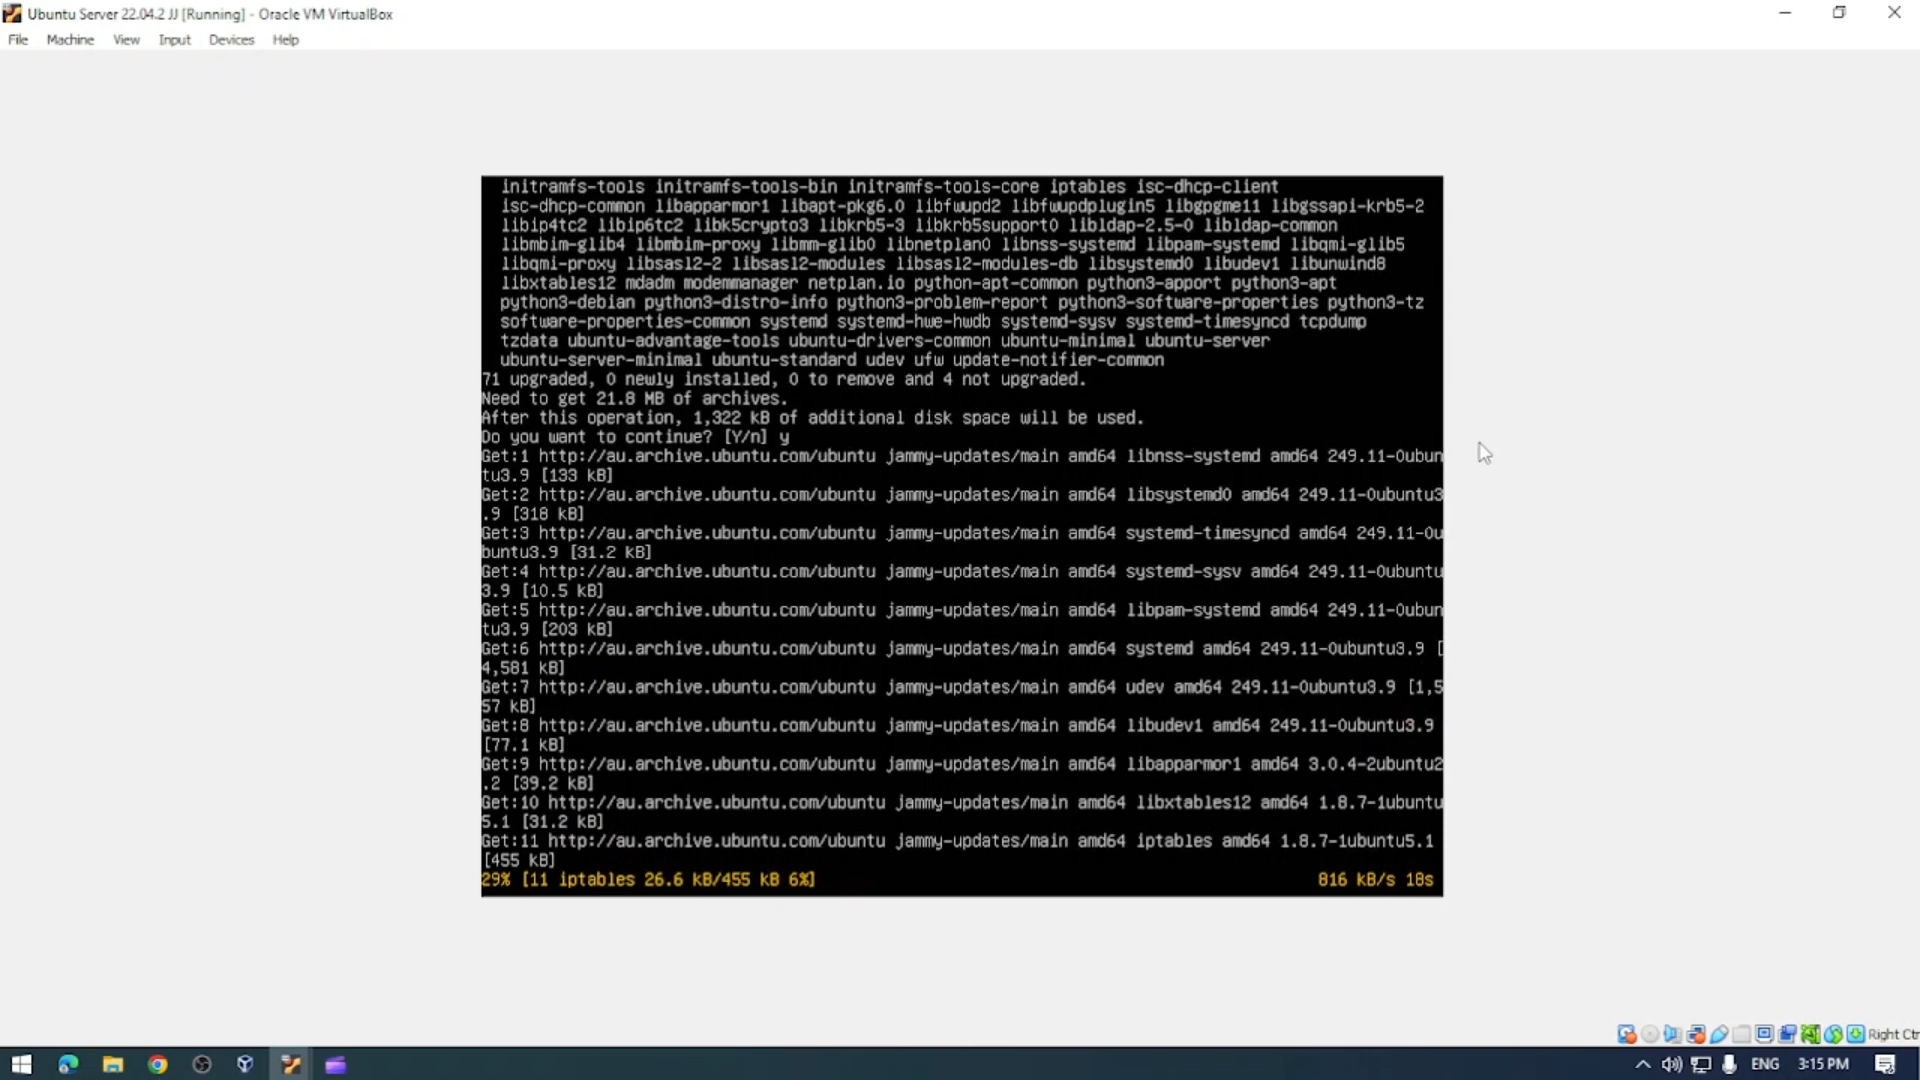 Ubuntu Server 22.04.2 JJ [Running] - Oracle VM VirtualBox
File Machine View Input Devices Help
initramfs-tools initramfs-tools-bin initramfs-tools-core iptables isc-dhcp-client
isc-dhcp-common libapparmor1 libapt-pkg6.0 libfwupd2 libfwupdplugin5 libgpgme11 libgssapi-krb5-2
libip4tc2 libip6tc2 libk5crypto3 libkrb5-3 libkrb5support0 libldap-2.5-0 libldap-common
libmbim-glib4 libmbim-proxy libmm-glib0 libnetplan0 libnss-systemd libpam-systemd libqmi-glib5
libqmi-proxy libsasl2-2 libsasl2-modules libsasl2-modules-db libsystemd0 libudev1 libunwind8
libxtables12 mdadm modemmanager netplan.io python-apt-common python3-apport python3-apt
python3-debian python3-distro-info python3-problem-report python3-software-properties python3-tz
software-properties-common systemd systemd-hwe-hwdb systemd-sysv systemd-timesyncd tcpdump
tzdata ubuntu-advantage-tools ubuntu-drivers-common ubuntu-minimal ubuntu-server
ubuntu-server-minimal ubuntu-standard udev ufw update-notifier-common
71 upgraded, 0 newly installed, 0 to remove and 4 not upgraded.
Need to get 21.8 MB of archives.
After this operation, 1,322 kB of additional disk space will be used.
Do you want to continue? [Y/n] y
Get:1 http://au.archive.ubuntu.com/ubuntu jammy-updates/main amd64 libnss-systemd amd64 249.11-0ubun
tu3.9 [133 kB]
Get:2 http://au.archive.ubuntu.com/ubuntu jammy-updates/main amd64 libsystemd0 amd64 249.11-0ubuntu3
.9 [318 kB]
Get:3 http://au.archive.ubuntu.com/ubuntu jammy-updates/main amd64 systemd-timesyncd amd64 249.11-0u
buntu3.9 [31.2 kB]
Get:4 http://au.archive.ubuntu.com/ubuntu jammy-updates/main amd64 systemd-sysv amd64 249.11-0ubuntu
3.9 [10.5 kB]
Get:5 http://au.archive.ubuntu.com/ubuntu jammy-updates/main amd64 libpam-systemd amd64 249.11-0ubun
tu3.9 [203 kB]
Get:6 http://au.archive.ubuntu.com/ubuntu jammy-updates/main amd64 systemd amd64 249.11-0ubuntu3.9 [
4,581 kB]
Get:7 http://au.archive.ubuntu.com/ubuntu jammy-updates/main amd64 udev amd64 249.11-0ubuntu3.9 [1,5
57 kB]
Get:8 http://au.archive.ubuntu.com/ubuntu jammy-updates/main amd64 libudev1 amd64 249.11-0ubuntu3.9
[77.1 kB]
Get:9 http://au.archive.ubuntu.com/ubuntu jammy-updates/main amd64 libapparmor1 amd64 3.0.4-2ubuntu2
.2 [39.2 kB]
Get:10 http://au.archive.ubuntu.com/ubuntu jammy-updates/main amd64 libxtables12 amd64 1.8.7-1ubuntu
5.1 [31.2 kB]
Get:11 http://au.archive.ubuntu.com/ubuntu jammy-updates/main amd64 iptables amd64 1.8.7-1ubuntu5.1
[455 kB]
29% [11 iptables 26.6 kB/455 kB 6%] 816 kB/s 18s
Right Ctr
ENG 3:15 PM